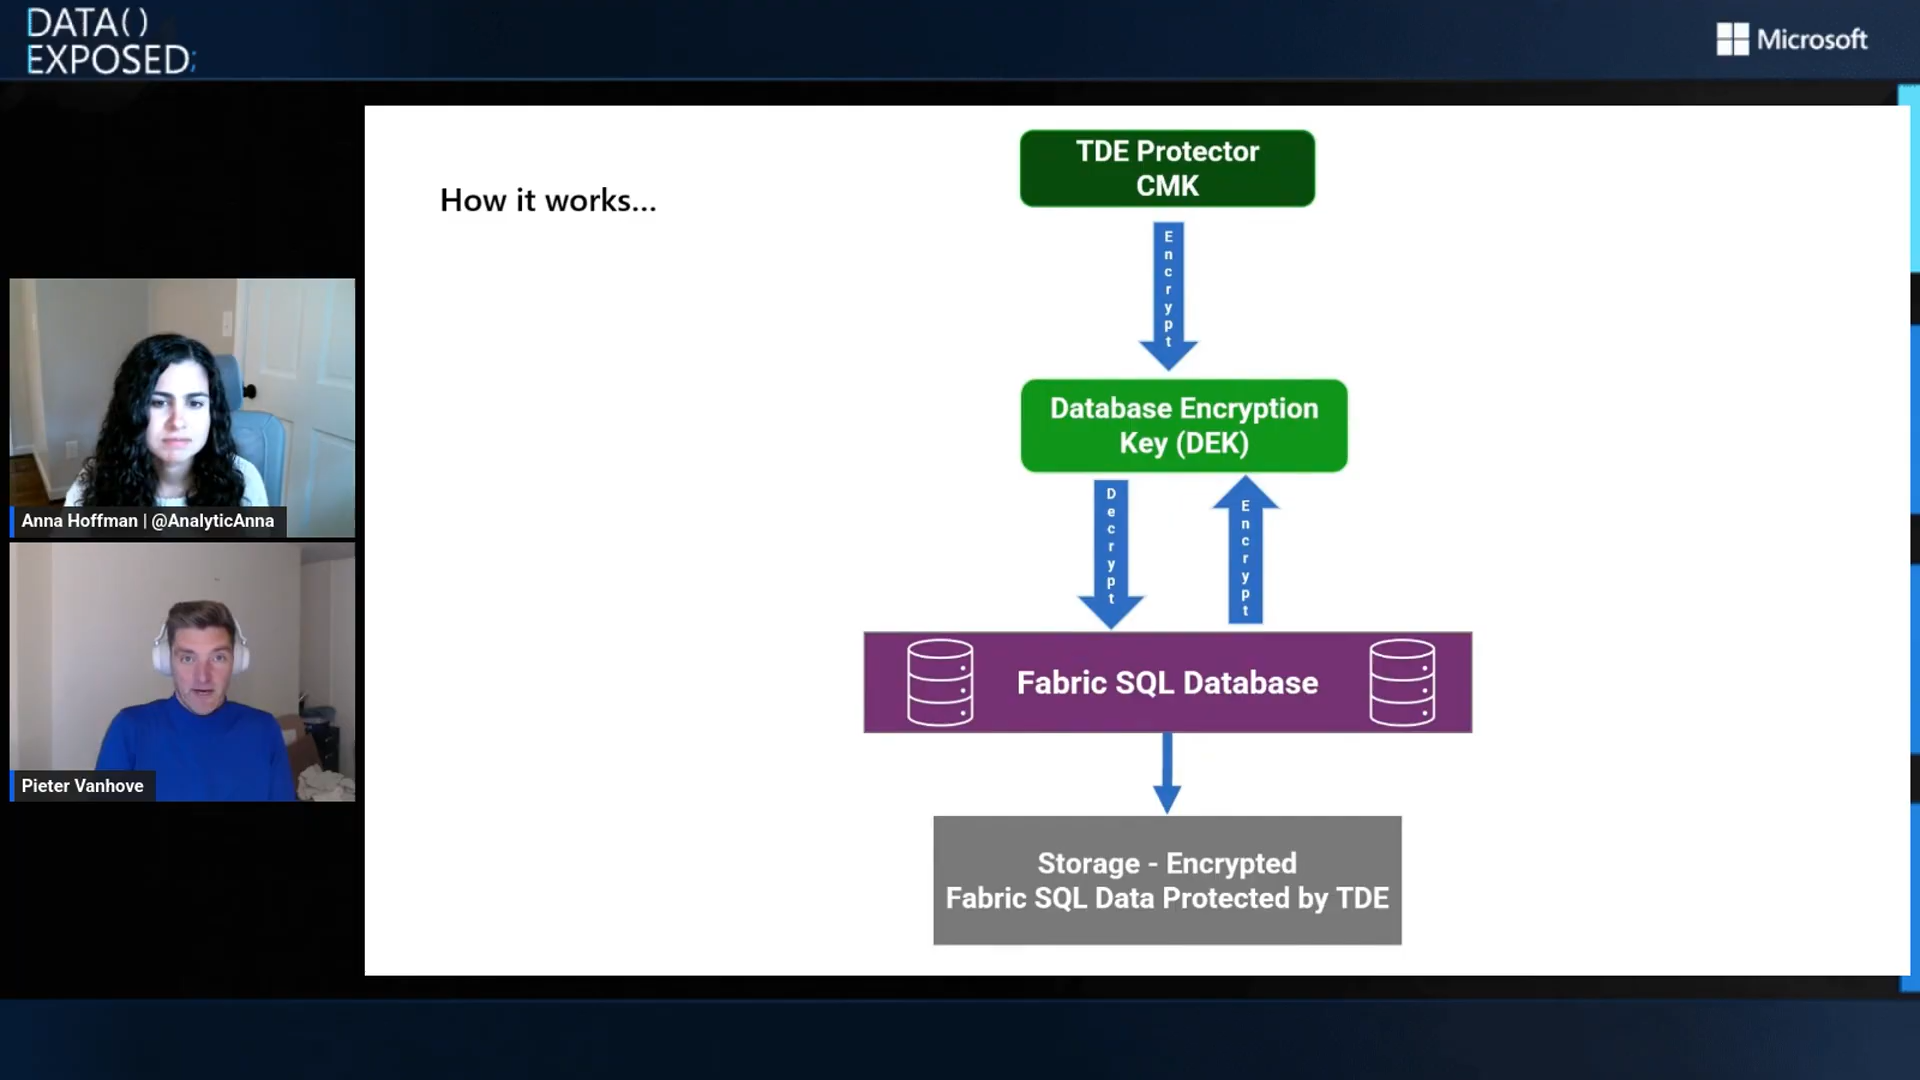 DATA()
EXPOSED;
Microsoft
How it works...
TDE Protector
CMK
Encrypt
Database Encryption
Key (DEK)
Decrypt
Encrypt
Fabric SQL Database
Storage - Encrypted
Fabric SQL Data Protected by TDE
Anna Hoffman | @AnalyticAnna
Pieter Vanhove